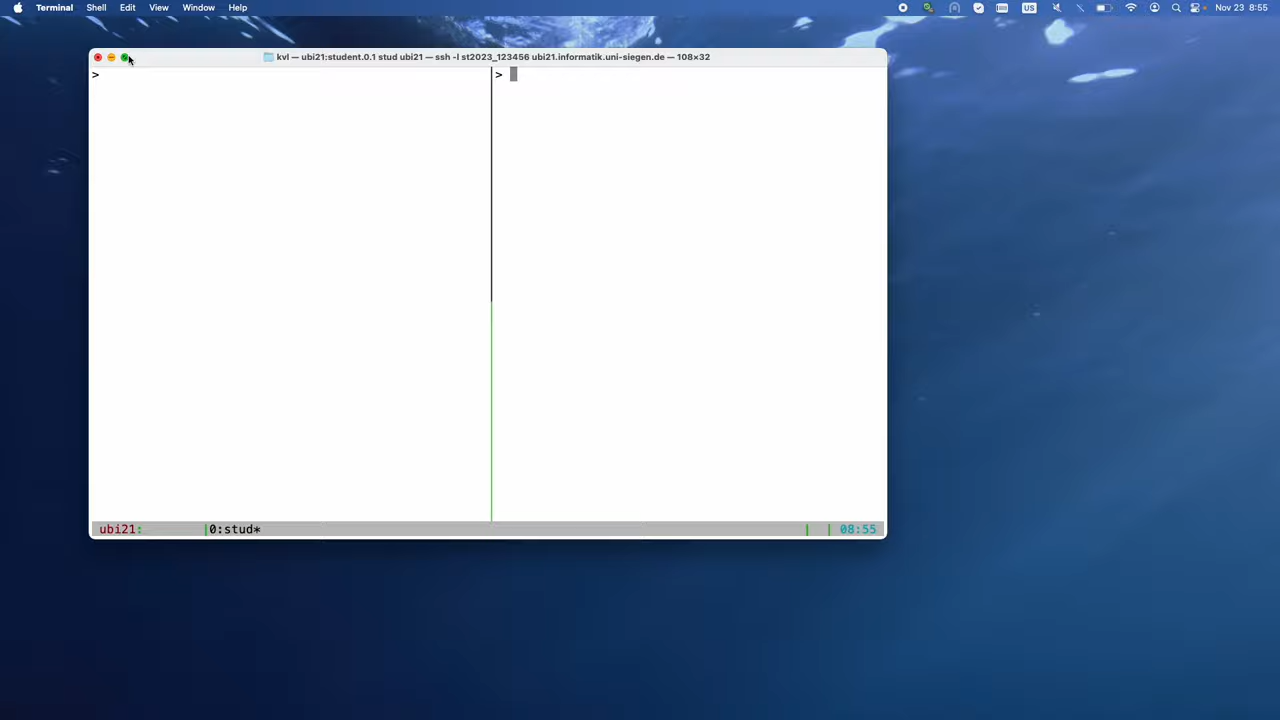 Terminal Shell Edit View Window Help US Nov 23 8:55
kvl — ubi21:student.0.1 stud ubi21 — ssh -l st2023_123456 ubi21.informatik.uni-siegen.de — 108×32
> >
ubi21: |0:stud* | | 08:55